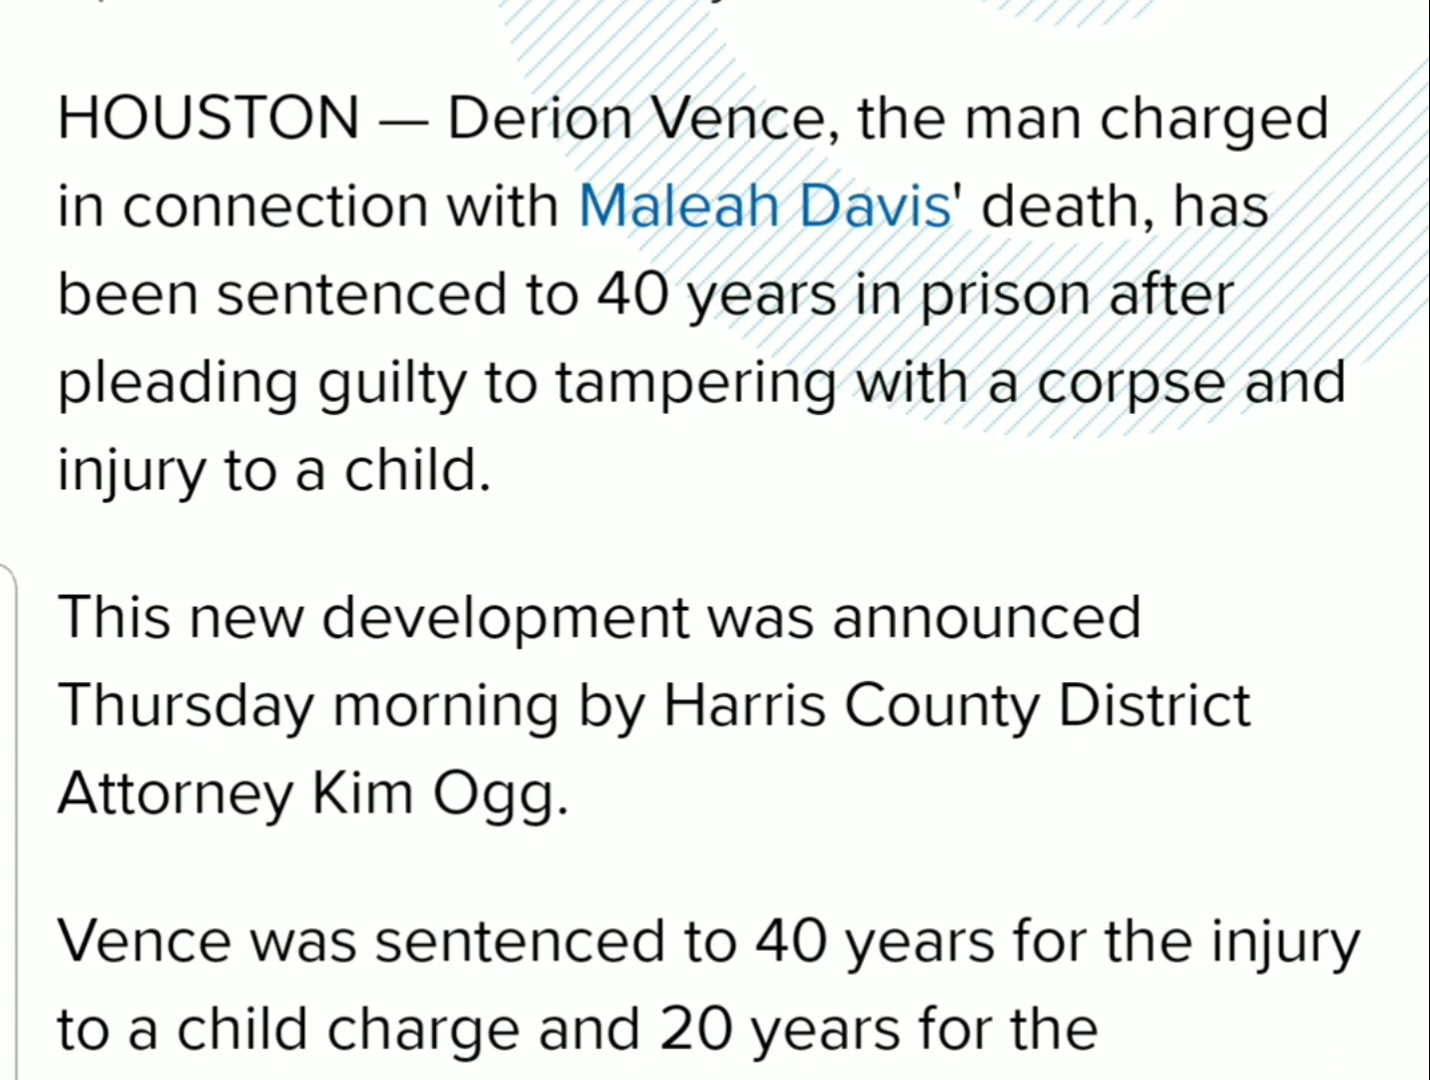 HOUSTON — Derion Vence, the man charged
in connection with Maleah Davis' death, has
been sentenced to 40 years in prison after
pleading guilty to tampering with a corpse and
injury to a child.
This new development was announced
Thursday morning by Harris County District
Attorney Kim Ogg.
Vence was sentenced to 40 years for the injury
to a child charge and 20 years for the